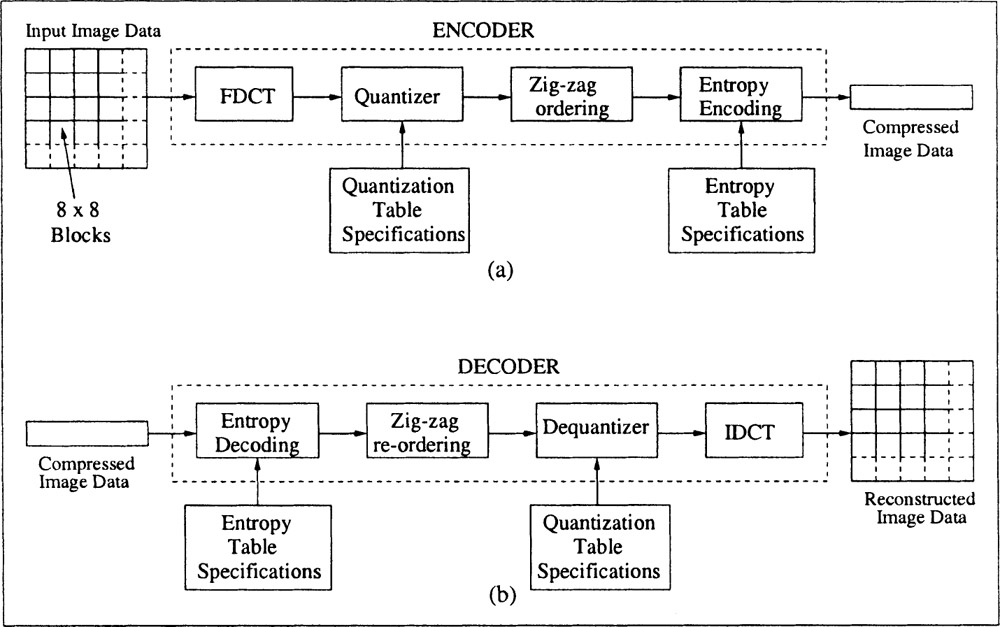 ENCODER
Input Image Data
FDCT
Quantizer
Zig-zag
ordering
Entropy
Encoding
Compressed
Image Data
8 x 8
Blocks
Quantization
Table
Specifications
Entropy
Table
Specifications
(a)
DECODER
Entropy
Decoding
Zig-zag
re-ordering
Dequantizer
IDCT
Compressed
Image Data
Reconstructed
Image Data
Entropy
Table
Specifications
Quantization
Table
Specifications
(b)